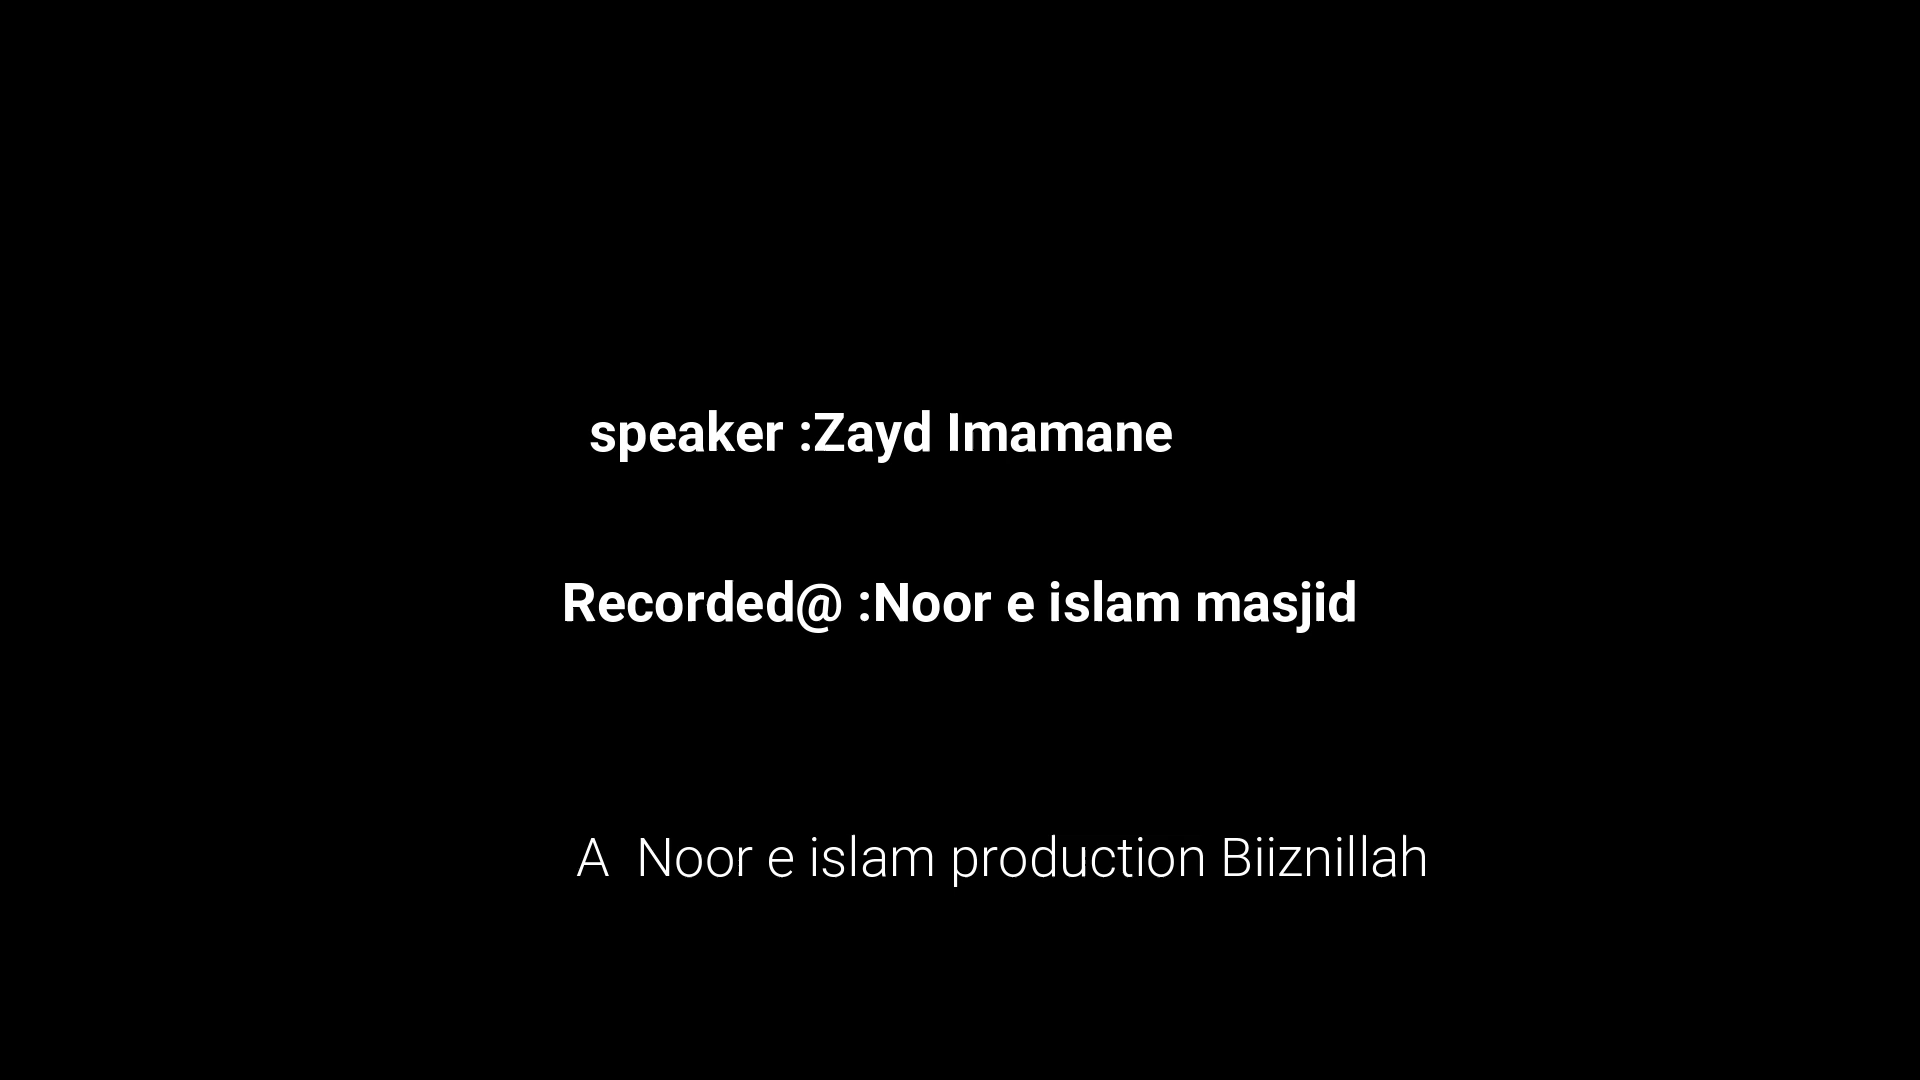 speaker :Zayd Imamane
Recorded@ :Noor e islam masjid
A  Noor e islam production Biiznillah